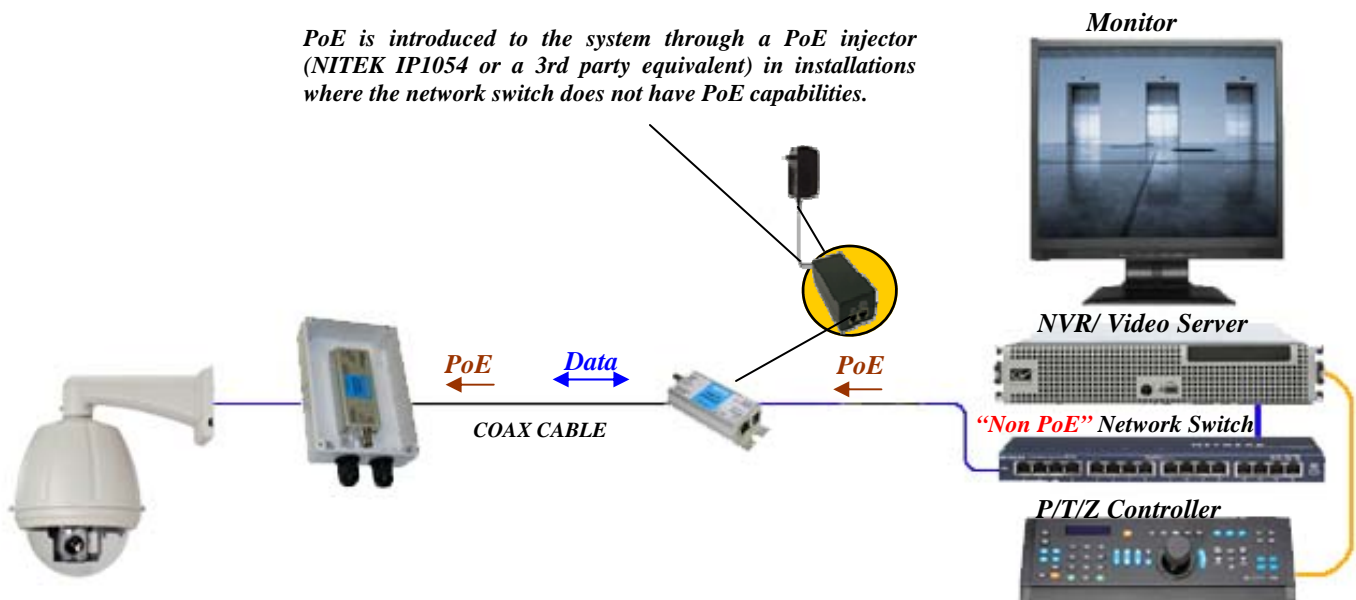 PoE is introduced to the system through a PoE injector
(NITEK IP1054 or a 3rd party equivalent) in installations
where the network switch does not have PoE capabilities.
Monitor
NVR/ Video Server
PoE
Data
PoE
COAX CABLE
“Non PoE” Network Switch
P/T/Z Controller